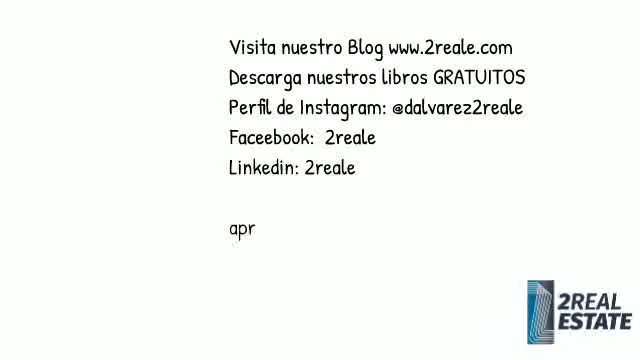 Visita nuestro Blog www.2reale.com
Descarga nuestros libros GRATUITOS
Perfil de Instagram: @dalvarez2reale
Faceebook:  2reale
Linkedin: 2reale
apr
2REAL
ESTATE